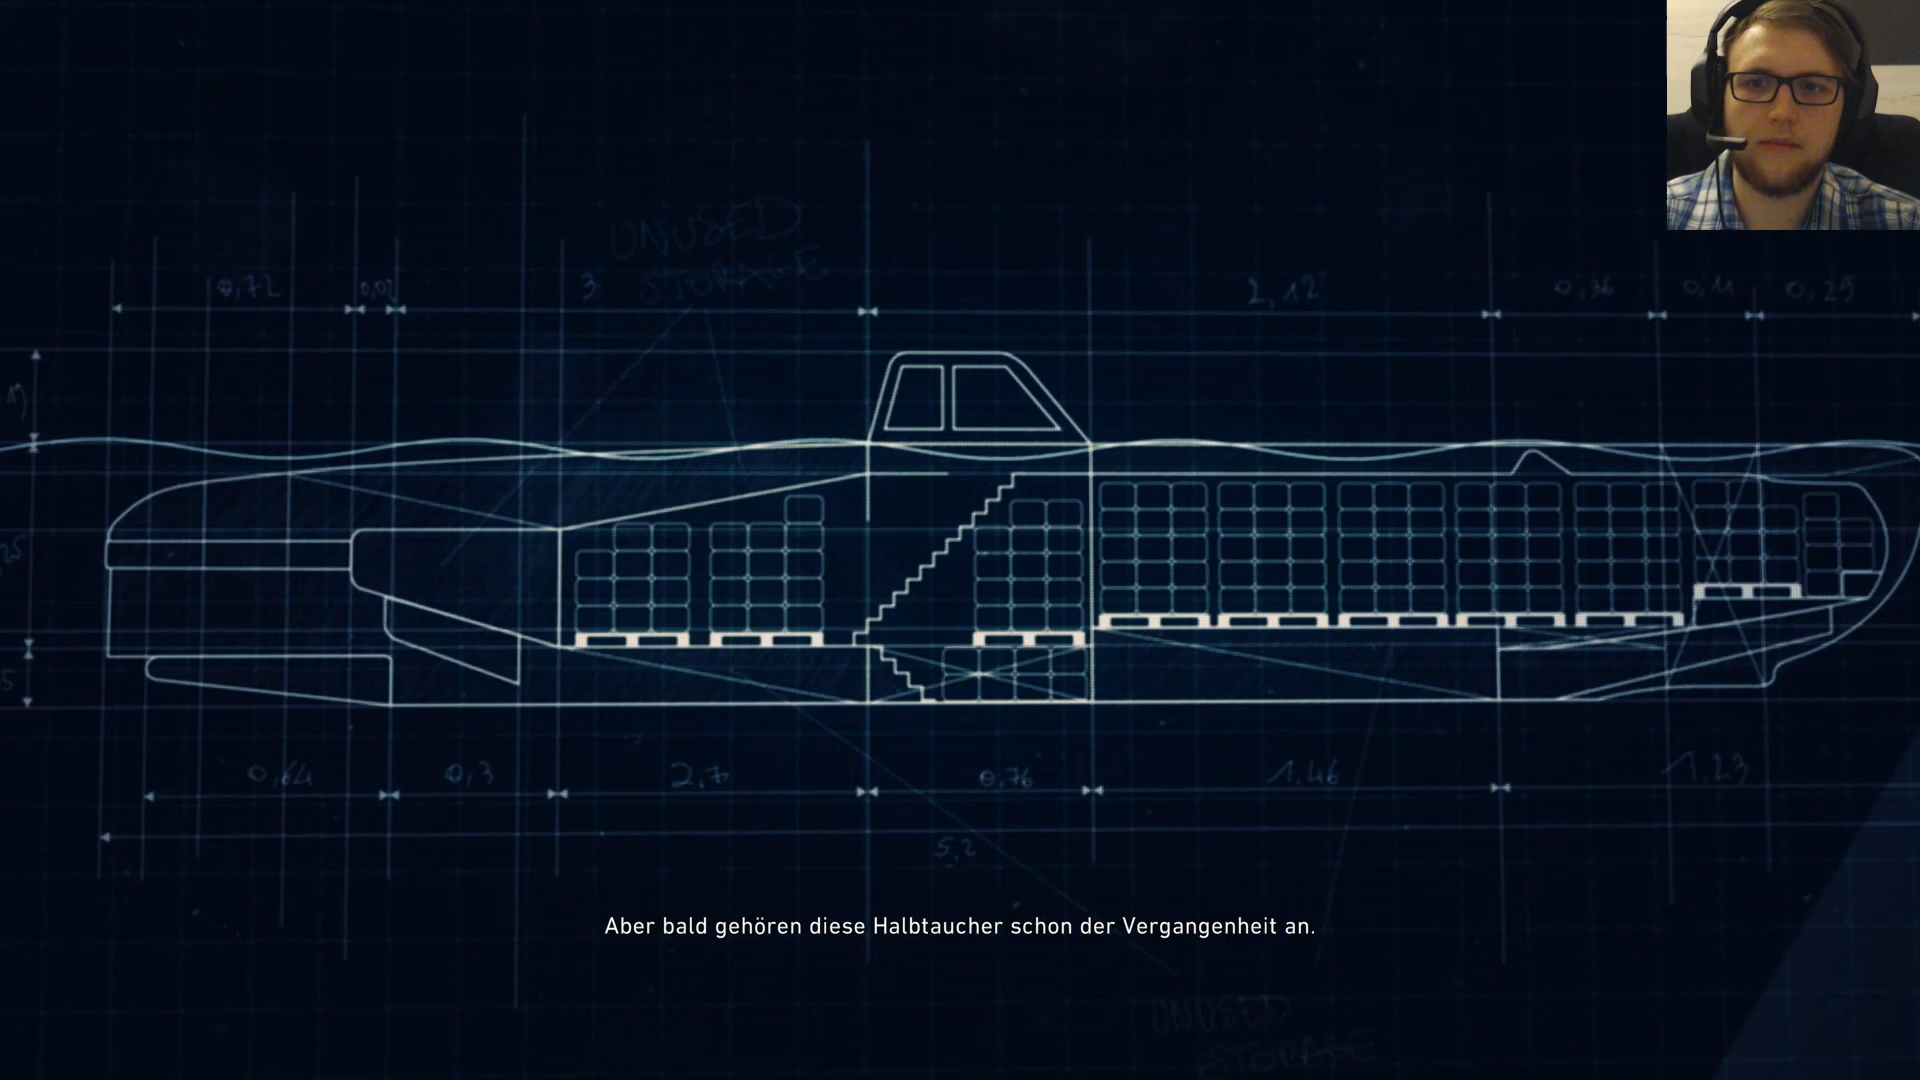 UNUSED
STORAGE
0,72
0,02
3
2,12
0,36
0,11
0,29
0,64
0,3
2,7
0,76
1.46
1.23
5,2
Aber bald gehören diese Halbtaucher schon der Vergangenheit an.
UNUSED
STORAGE